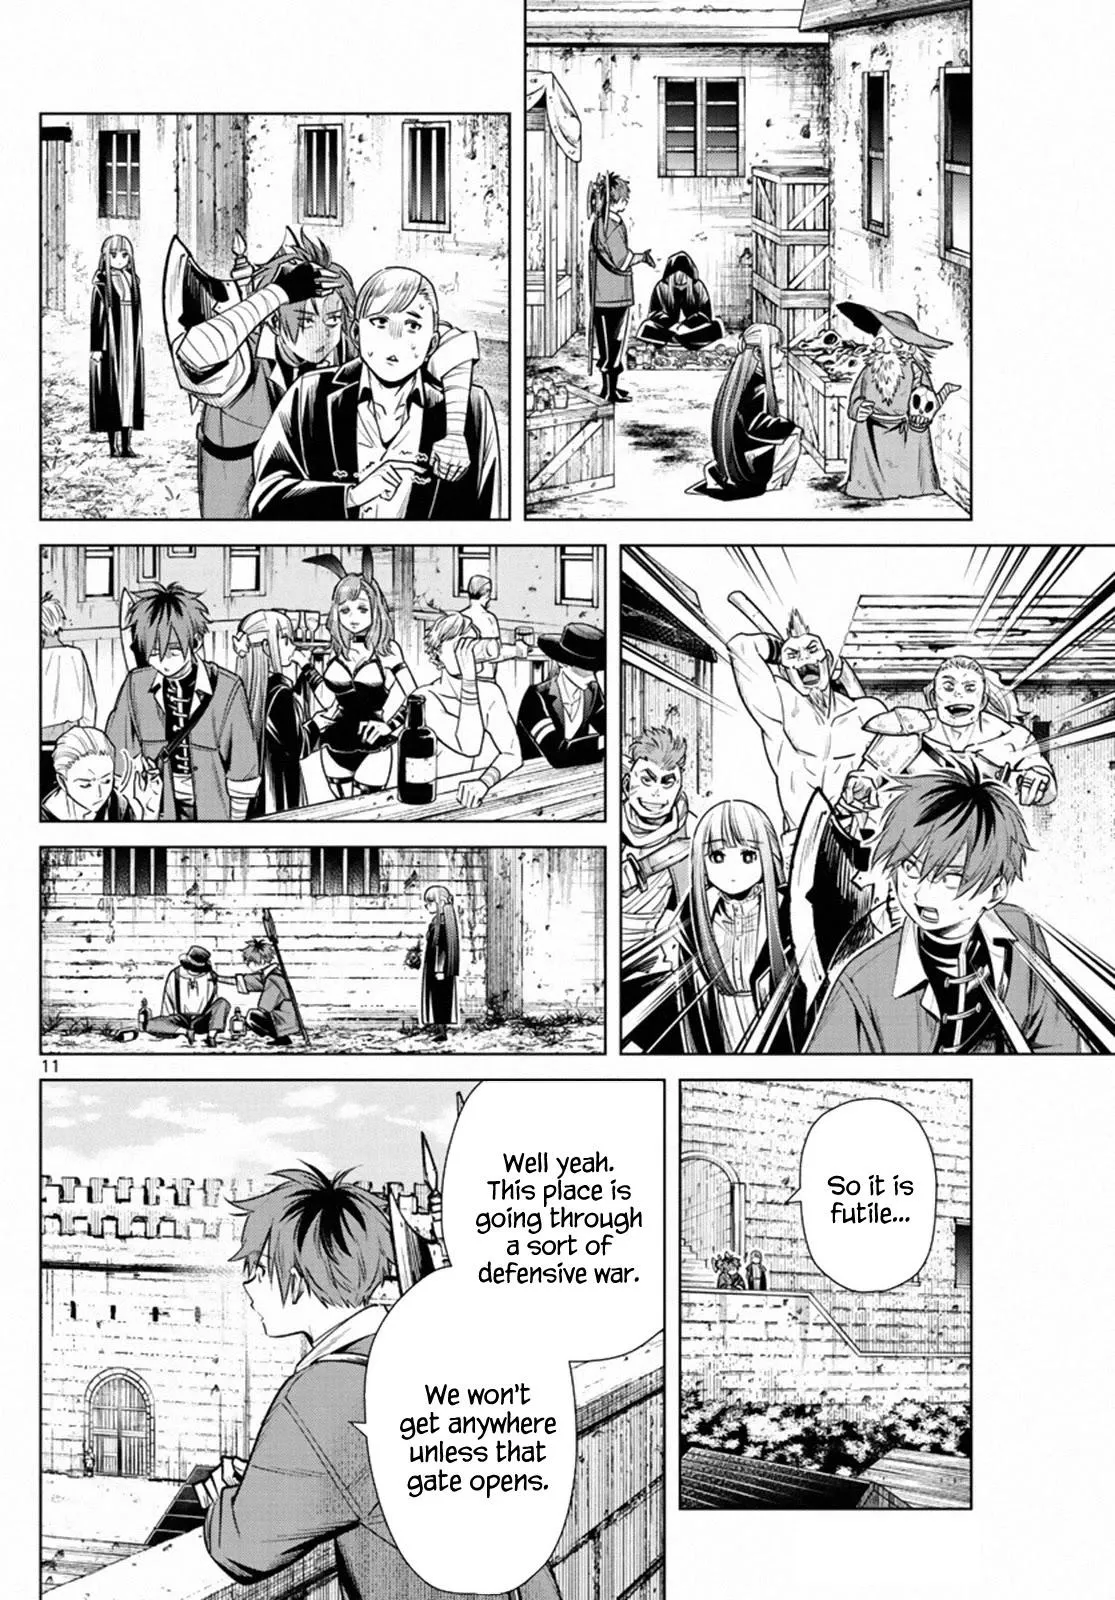 11
So it is
futile...
Well yeah.
This place is
going through
a sort of
defensive war.
We won't
get anywhere
unless that
gate opens.